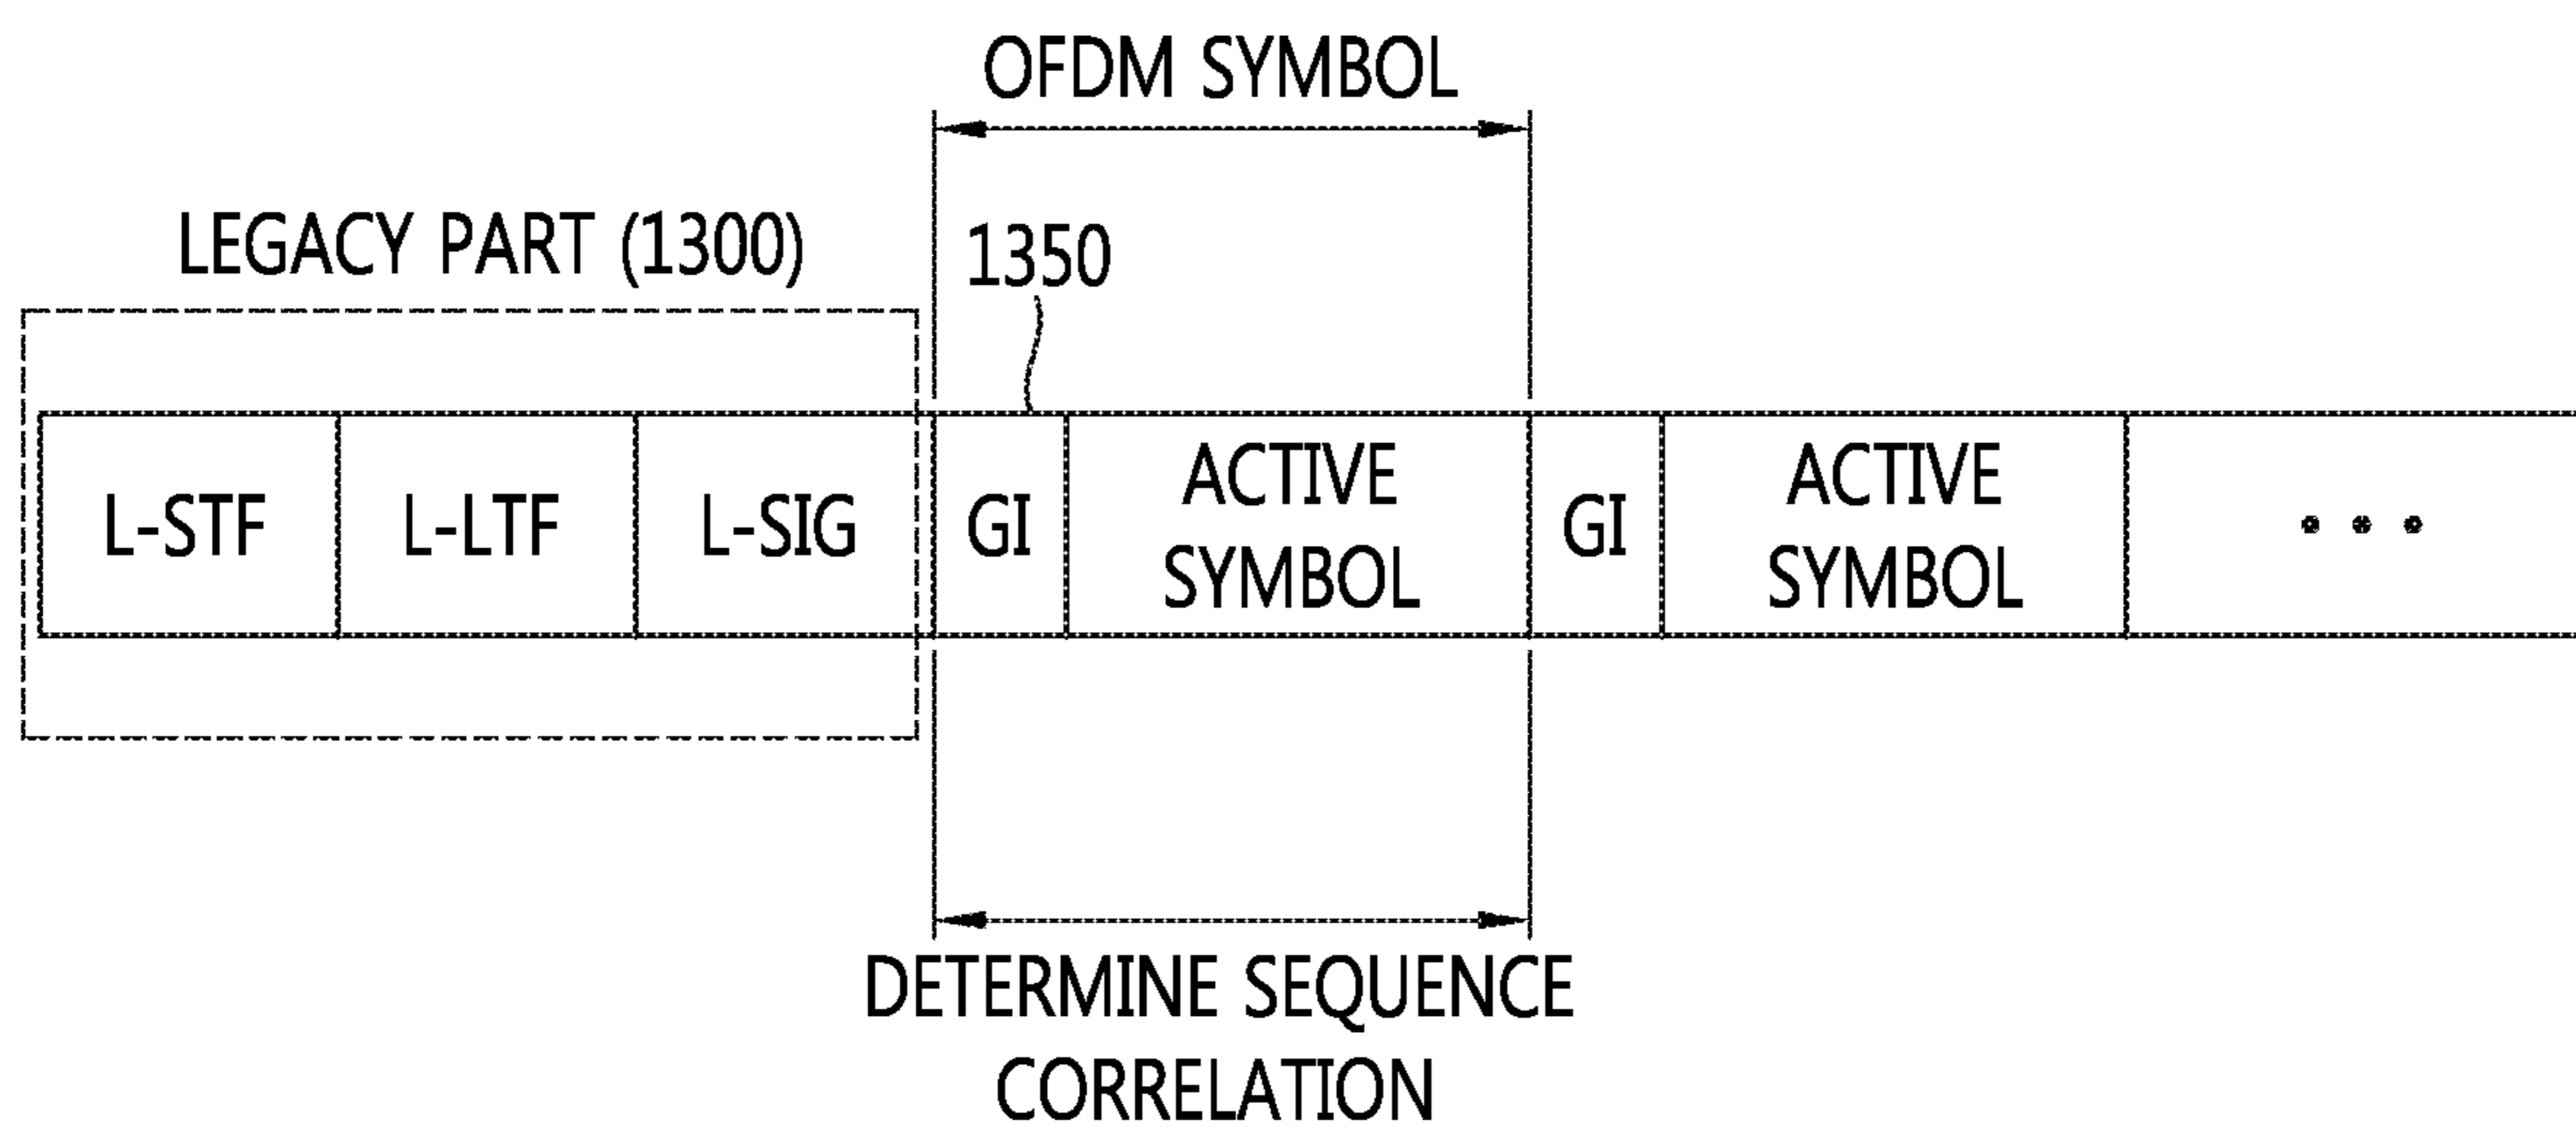 OFDM SYMBOL
LEGACY PART (1300)
1350
L-STF
L-LTF
L-SIG
GI
ACTIVE
SYMBOL
GI
ACTIVE
SYMBOL
DETERMINE SEQUENCE
CORRELATION